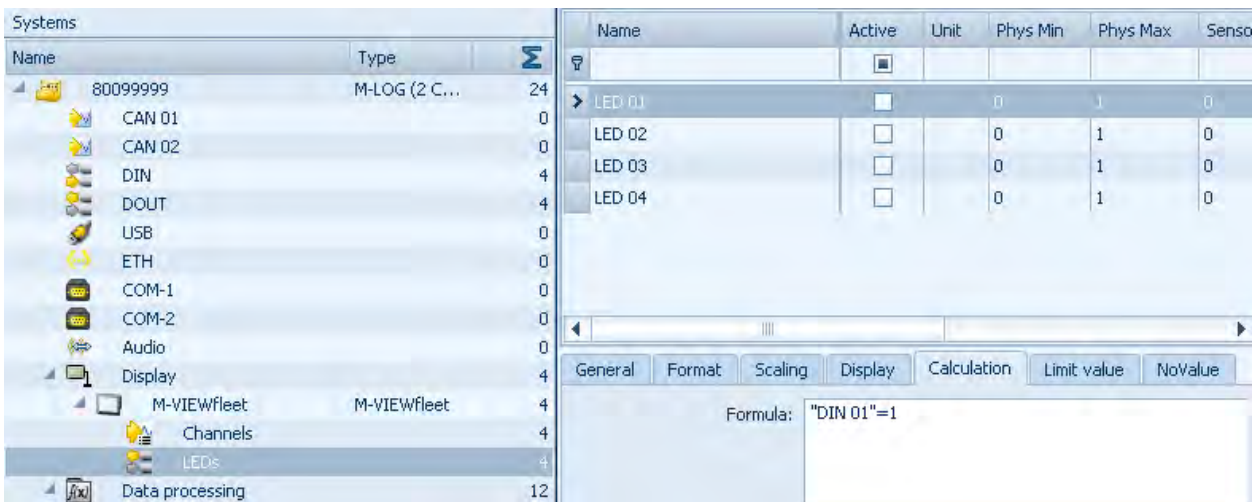 Systems
Name Type Σ
80099999 M-LOG (2 C... 24
CAN 01 0
CAN 02 0
DIN 4
DOUT 4
USB 0
ETH 0
COM-1 0
COM-2 0
Audio 0
Display 4
M-VIEWfleet M-VIEWfleet 4
Channels 4
LEDs 4
f(x) Data processing 12
Name Active Unit Phys Min Phys Max Senso
LED 01 0 1 0
LED 02 0 1 0
LED 03 0 1 0
LED 04 0 1 0
General Format Scaling Display Calculation Limit value NoValue
Formula: "DIN 01"=1